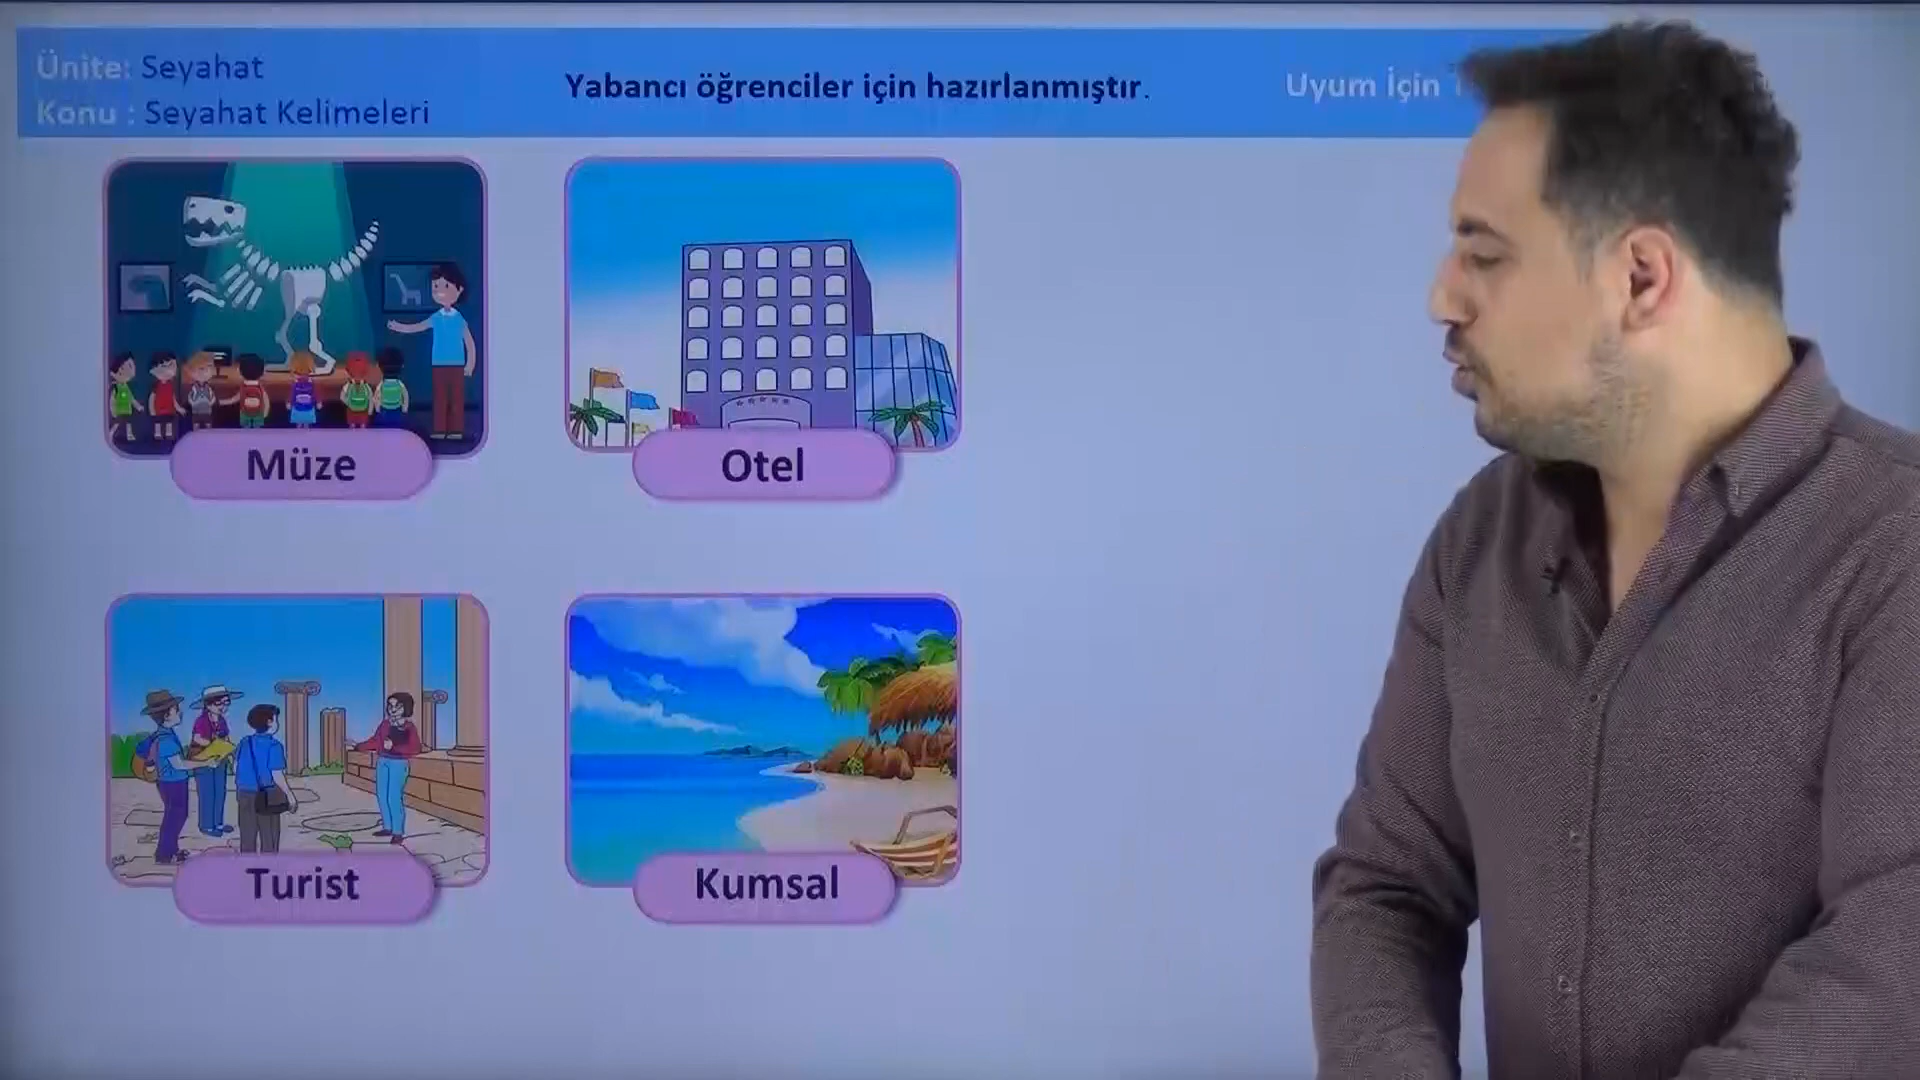 Ünite: Seyahat
Konu : Seyahat Kelimeleri
Yabancı öğrenciler için hazırlanmıştır.
Uyum İçin
Müze
Otel
Turist
Kumsal